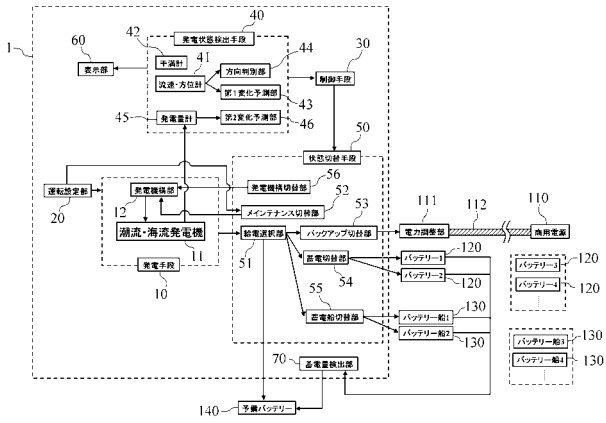 1
40
発電状態検出手段
60
42
44
30
表示部
干満計
41
方向判別部
制御手段
流速・方位計
第1変化予測部
43
45
発電量計
第2変化予測部
46
50
状態切替手段
56
発電機構切替部
運転設定部
20
発電機構部
12
52
メインテナンス切替部
53
111
112
110
潮流・海流発電機
11
給電選択部
51
バックアップ切替部
電力調整部
商用電源
発電手段
10
120
蓄電切替部
54
バッテリー1
バッテリー2
120
バッテリー3
120
バッテリー4
120
55
蓄電船切替部
130
バッテリー船1
バッテリー船2
130
バッテリー船3
130
バッテリー船4
130
70
蓄電量検出部
140
予備バッテリー